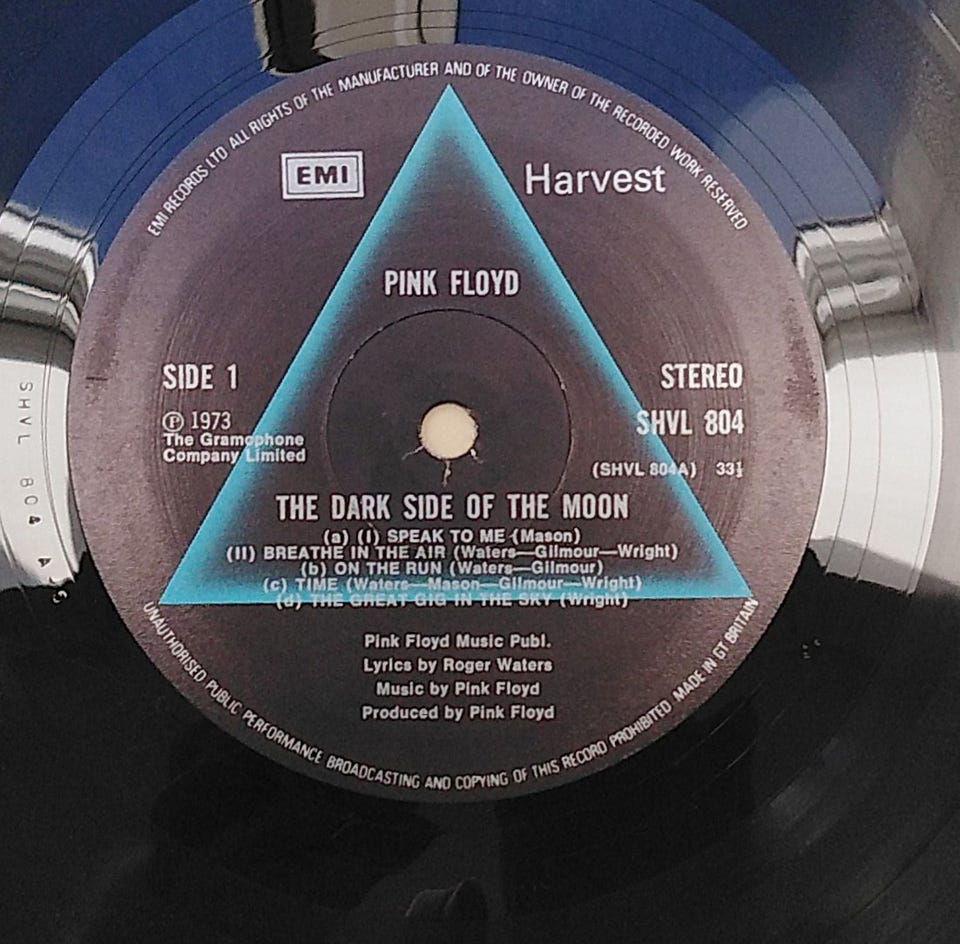 EMI RECORDS LTD ALL RIGHTS OF THE MANUFACTURER AND OF THE OWNER OF THE RECORDED WORK RESERVED
EMI
Harvest
PINK FLOYD
SIDE 1
STEREO
℗ 1973
SHVL 804
The Gramophone
Company Limited
(SHVL 804A) 33⅓
THE DARK SIDE OF THE MOON
(a) (I) SPEAK TO ME (Mason)
(II) BREATHE IN THE AIR (Waters—Gilmour—Wright)
(b) ON THE RUN (Waters—Gilmour)
(c) TIME (Waters—Mason—Gilmour—Wright)
(d) THE GREAT GIG IN THE SKY (Wright)
Pink Floyd Music Publ.
Lyrics by Roger Waters
Music by Pink Floyd
Produced by Pink Floyd
UNAUTHORISED PUBLIC PERFORMANCE BROADCASTING AND COPYING OF THIS RECORD PROHIBITED MADE IN GT BRITAIN
SHVL 804